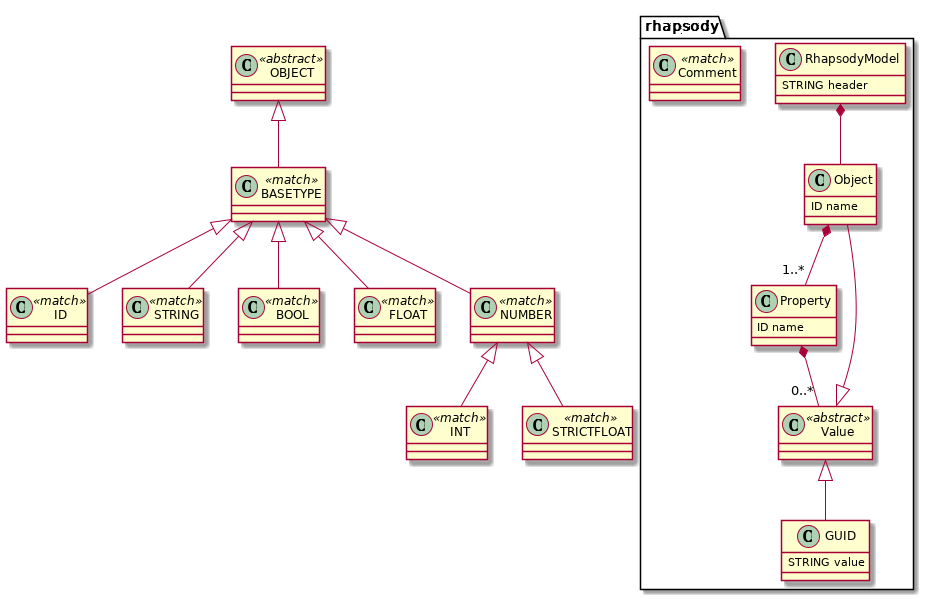 rhapsody
C «abstract»
OBJECT
C «match»
Comment
C RhapsodyModel
STRING header
C «match»
BASETYPE
C Object
ID name
1..*
C «match»
ID
C «match»
STRING
C «match»
BOOL
C «match»
FLOAT
C «match»
NUMBER
C Property
ID name
0..*
C «match»
INT
C «match»
STRICTFLOAT
C «abstract»
Value
C GUID
STRING value